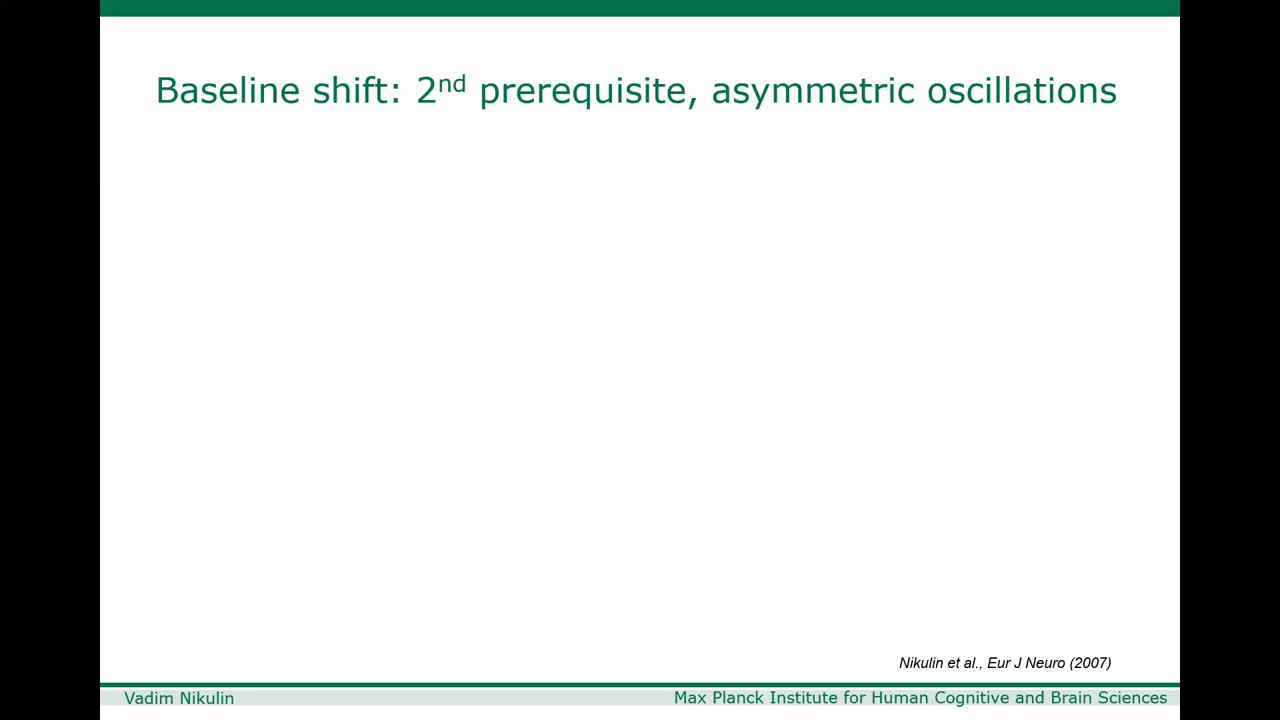 Baseline shift: 2nd prerequisite, asymmetric oscillations
Nikulin et al., Eur J Neuro (2007)
Vadim Nikulin
Max Planck Institute for Human Cognitive and Brain Sciences